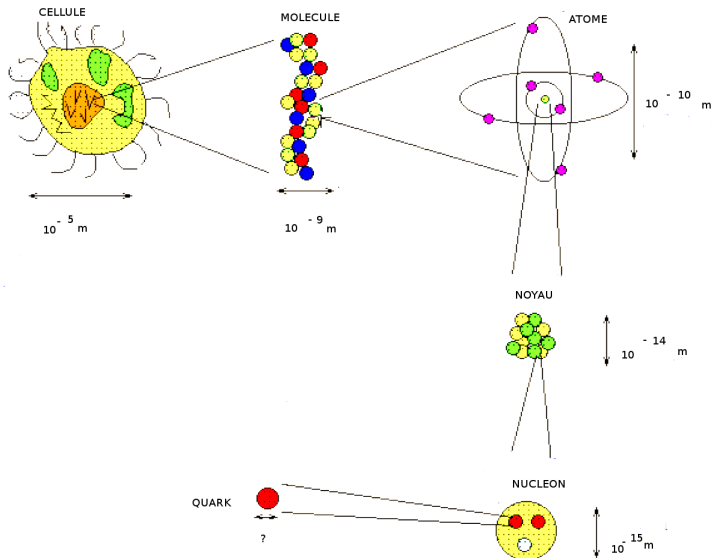 CELLULE
MOLECULE
ATOME
10 - 5 m
10 - 9 m
10 - 10 m
NOYAU
10 - 14 m
QUARK
?
NUCLEON
10 - 15 m